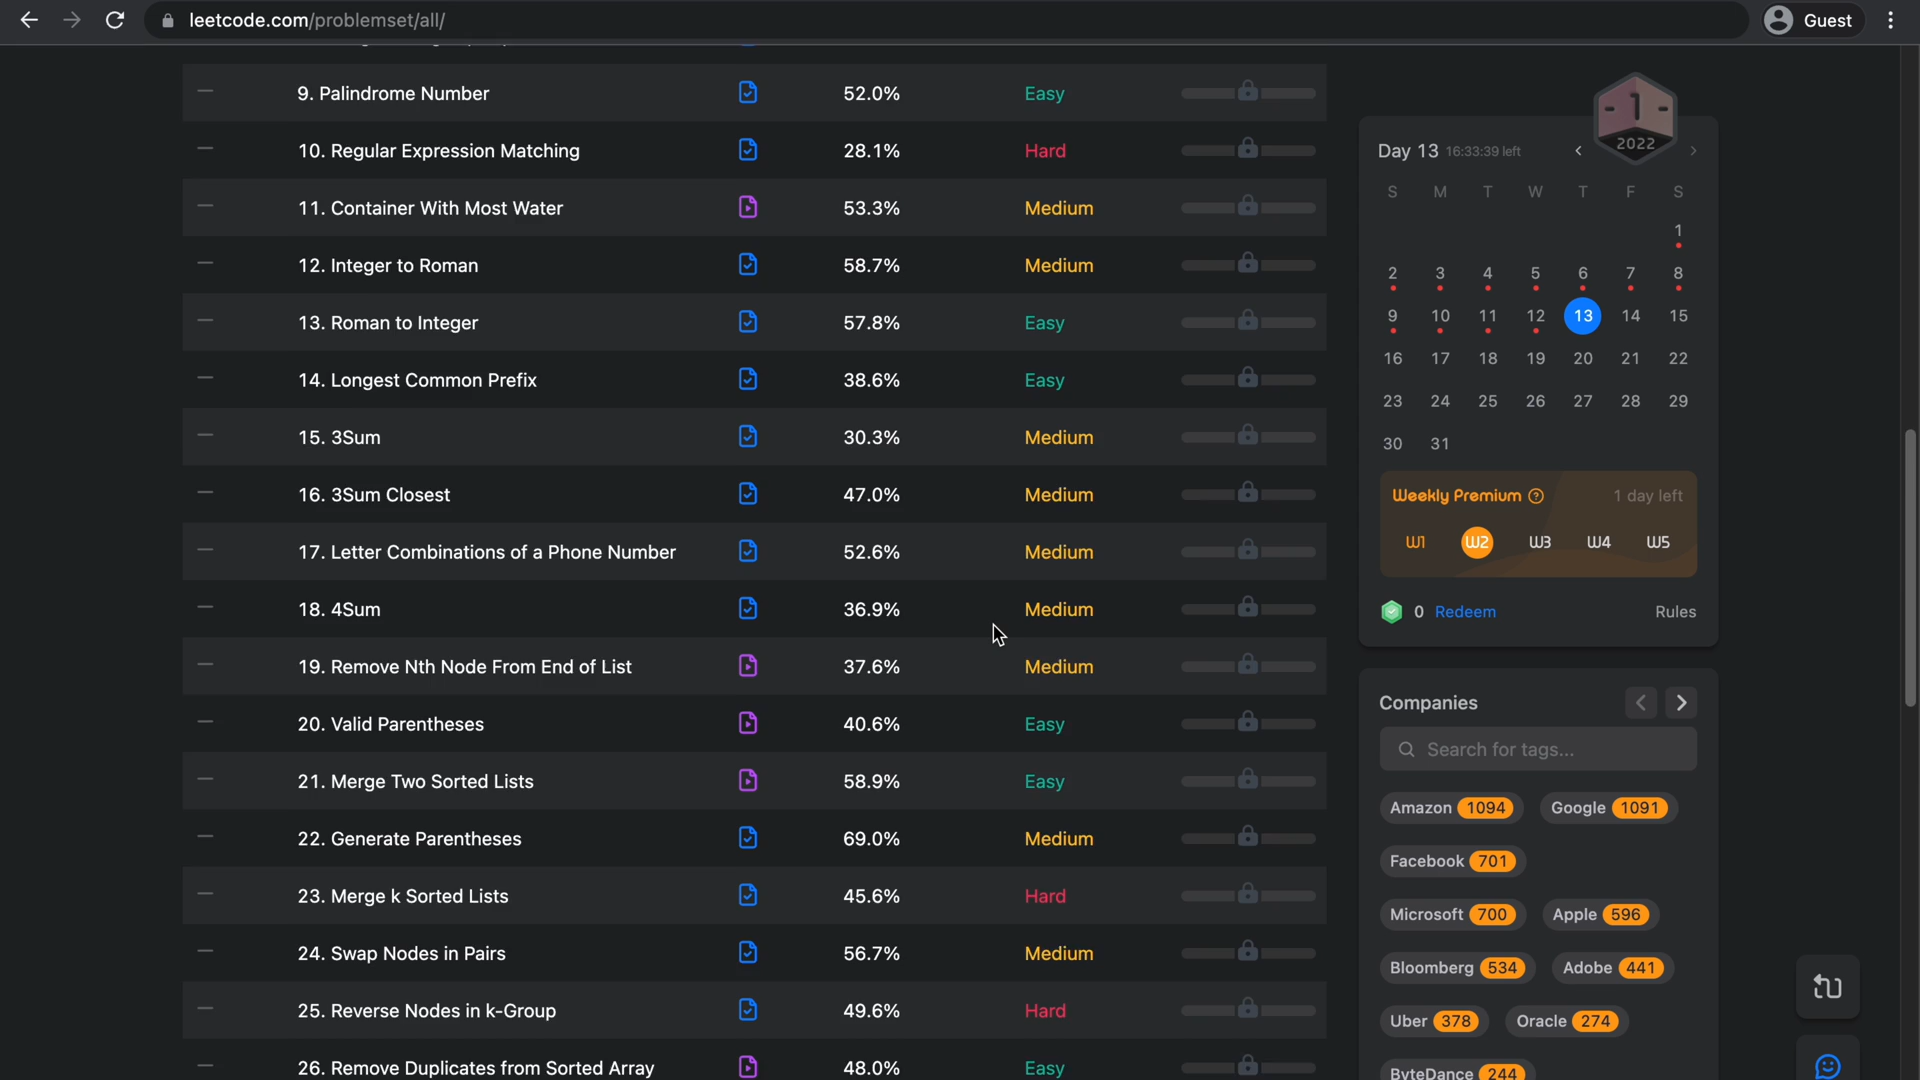 leetcode.com/problemset/all/
Guest
9. Palindrome Number 52.0% Easy
10. Regular Expression Matching 28.1% Hard
11. Container With Most Water 53.3% Medium
12. Integer to Roman 58.7% Medium
13. Roman to Integer 57.8% Easy
14. Longest Common Prefix 38.6% Easy
15. 3Sum 30.3% Medium
16. 3Sum Closest 47.0% Medium
17. Letter Combinations of a Phone Number 52.6% Medium
18. 4Sum 36.9% Medium
19. Remove Nth Node From End of List 37.6% Medium
20. Valid Parentheses 40.6% Easy
21. Merge Two Sorted Lists 58.9% Easy
22. Generate Parentheses 69.0% Medium
23. Merge k Sorted Lists 45.6% Hard
24. Swap Nodes in Pairs 56.7% Medium
25. Reverse Nodes in k-Group 49.6% Hard
26. Remove Duplicates from Sorted Array 48.0% Easy
1
2022
Day 13 16:33:39 left
S M T W T F S
1
2 3 4 5 6 7 8
9 10 11 12 13 14 15
16 17 18 19 20 21 22
23 24 25 26 27 28 29
30 31
Weekly Premium ? 1 day left
W1 W2 W3 W4 W5
0 Redeem Rules
Companies
Search for tags...
Amazon 1094 Google 1091
Facebook 701
Microsoft 700 Apple 596
Bloomberg 534 Adobe 441
Uber 378 Oracle 274
ByteDance 244